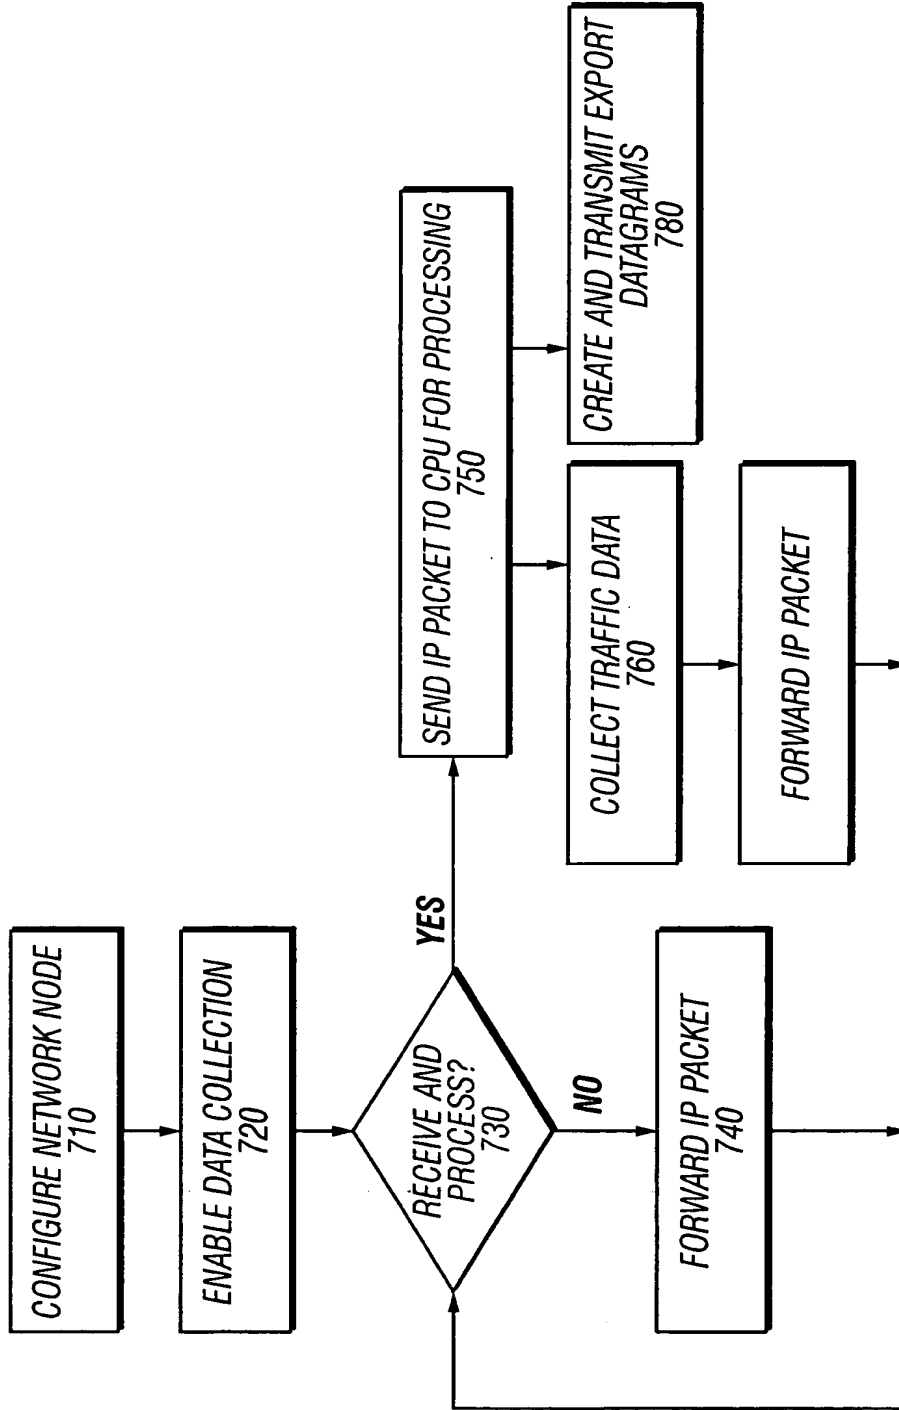 CONFIGURE NETWORK NODE
710
ENABLE DATA COLLECTION
720
RECEIVE AND
PROCESS?
730
YES
NO
FORWARD IP PACKET
740
SEND IP PACKET TO CPU FOR PROCESSING
750
COLLECT TRAFFIC DATA
760
FORWARD IP PACKET
CREATE AND TRANSMIT EXPORT
DATAGRAMS
780